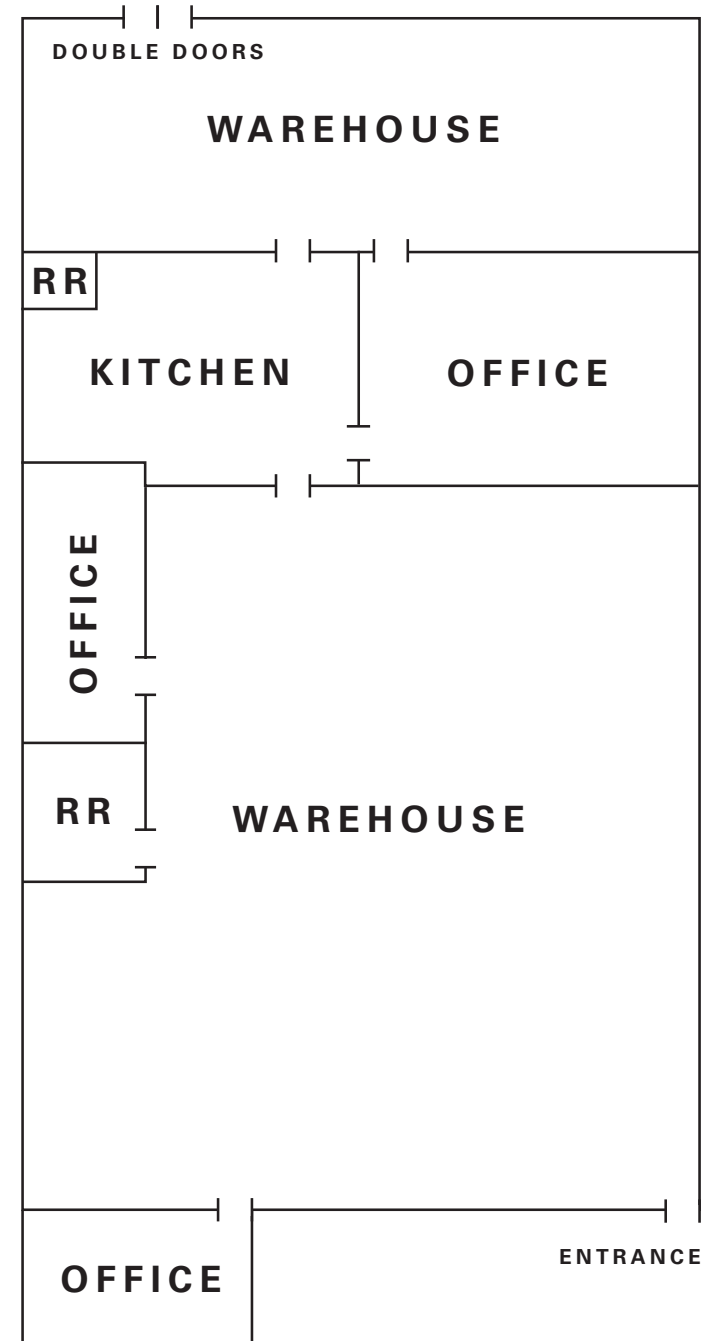 DOUBLE DOORS
WAREHOUSE
RR
KITCHEN
OFFICE
OFFICE
RR
WAREHOUSE
ENTRANCE
OFFICE